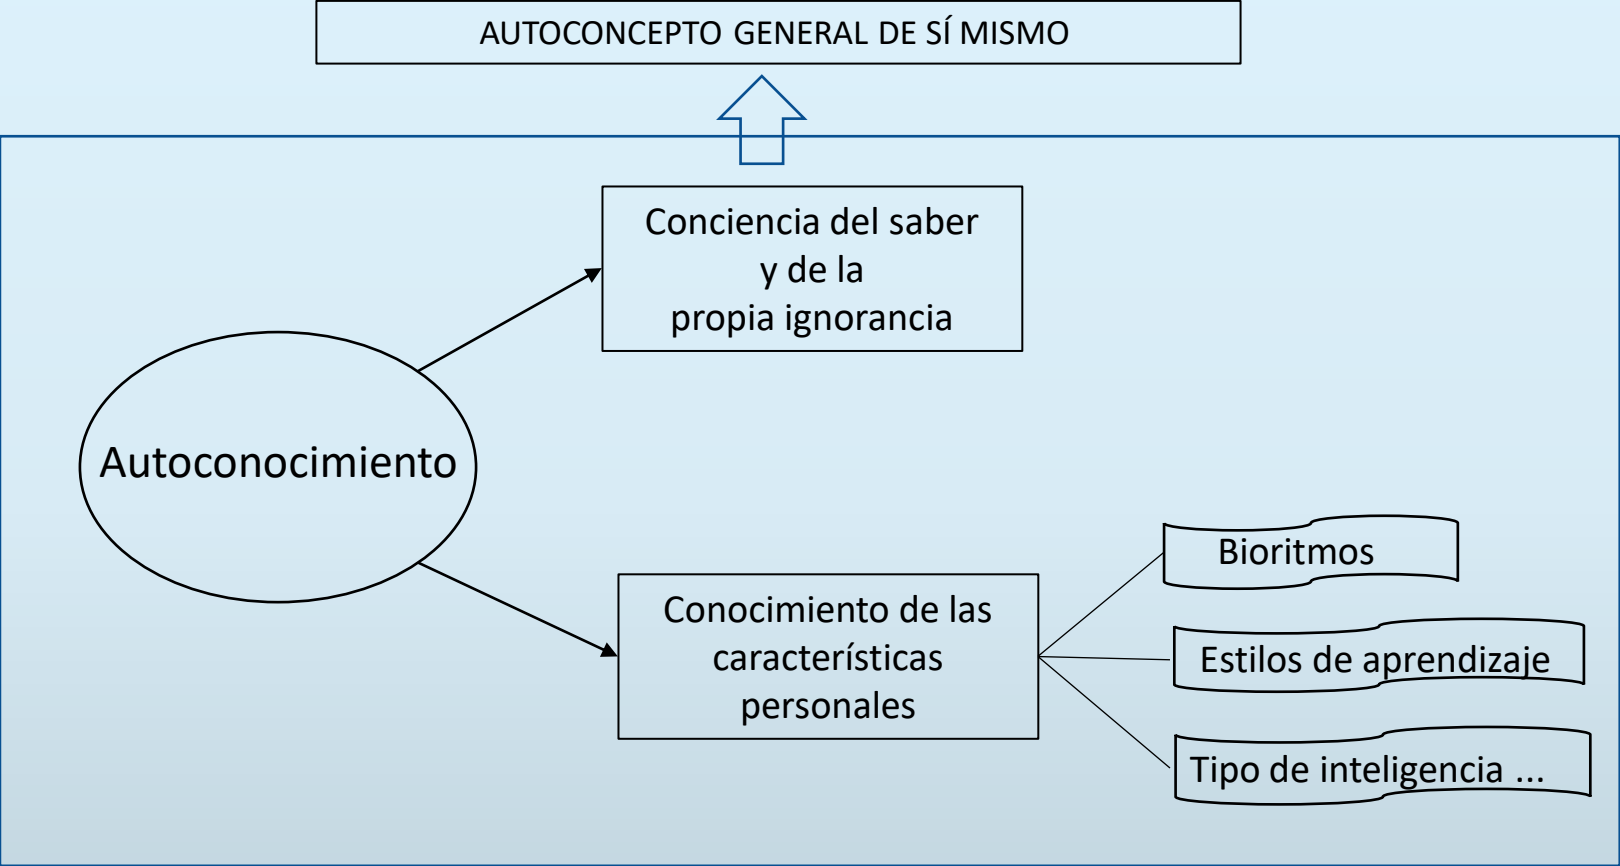 AUTOCONCEPTO GENERAL DE SÍ MISMO
Conciencia del saber
y de la
propia ignorancia
Autoconocimiento
Conocimiento de las
características
personales
Bioritmos
Estilos de aprendizaje
Tipo de inteligencia ...